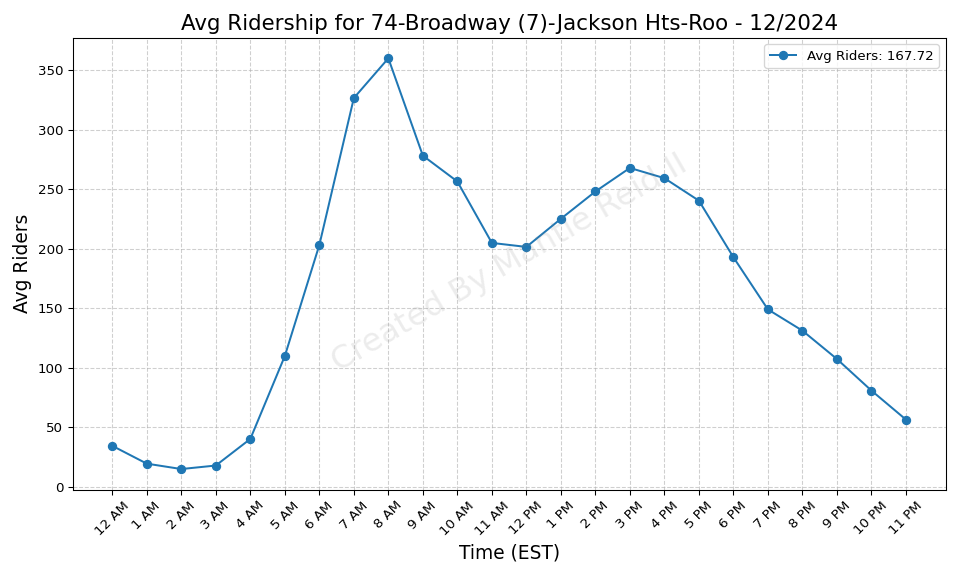 Avg Ridership for 74-Broadway (7)-Jackson Hts-Roo - 12/2024
Avg Riders: 167.72
Avg Riders
350
300
250
200
150
100
50
0
Created By Mantle Reid II
12 AM
1 AM
2 AM
3 AM
4 AM
5 AM
6 AM
7 AM
8 AM
9 AM
10 AM
11 AM
12 PM
1 PM
2 PM
3 PM
4 PM
5 PM
6 PM
7 PM
8 PM
9 PM
10 PM
11 PM
Time (EST)